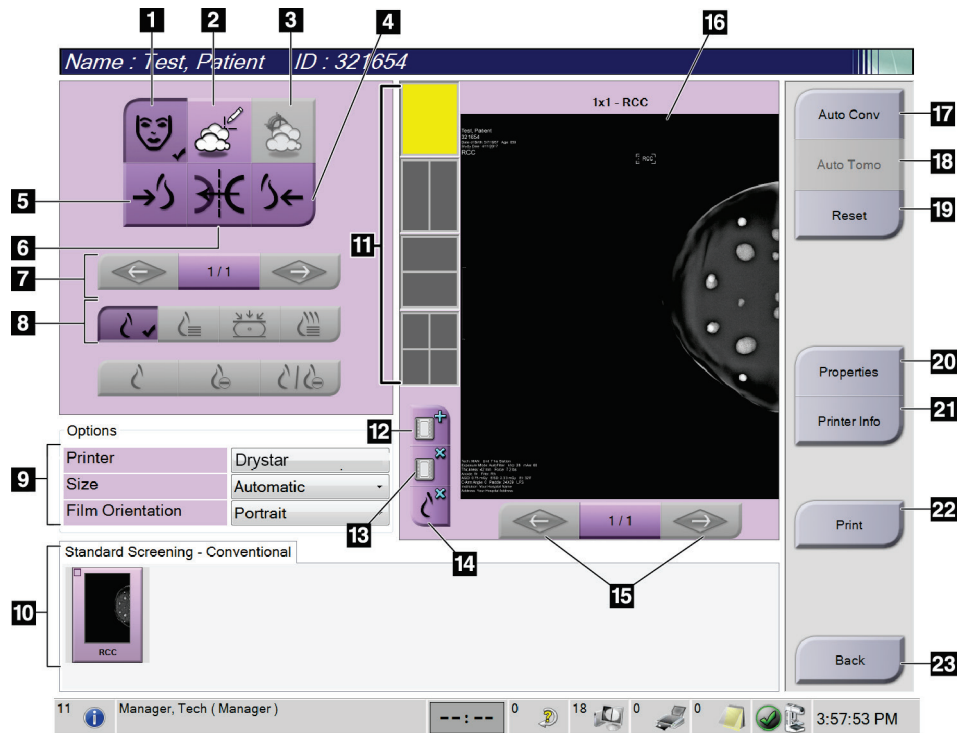 1 2 3 4 16
Name : Test, Patient ID : 321654
1x1 - RCC
Test, Patient
321654
RCC
RCC
5
6
7
1 / 1
8
11
12
13
14
Options
9
Printer Drystar
Size Automatic
Film Orientation Portrait
1 / 1
15
Standard Screening - Conventional
10
RCC
Auto Conv 17
Auto Tomo 18
Reset 19
Properties 20
Printer Info 21
Print 22
Back 23
11 Manager, Tech ( Manager ) --:-- 0 18 0 0 3:57:53 PM